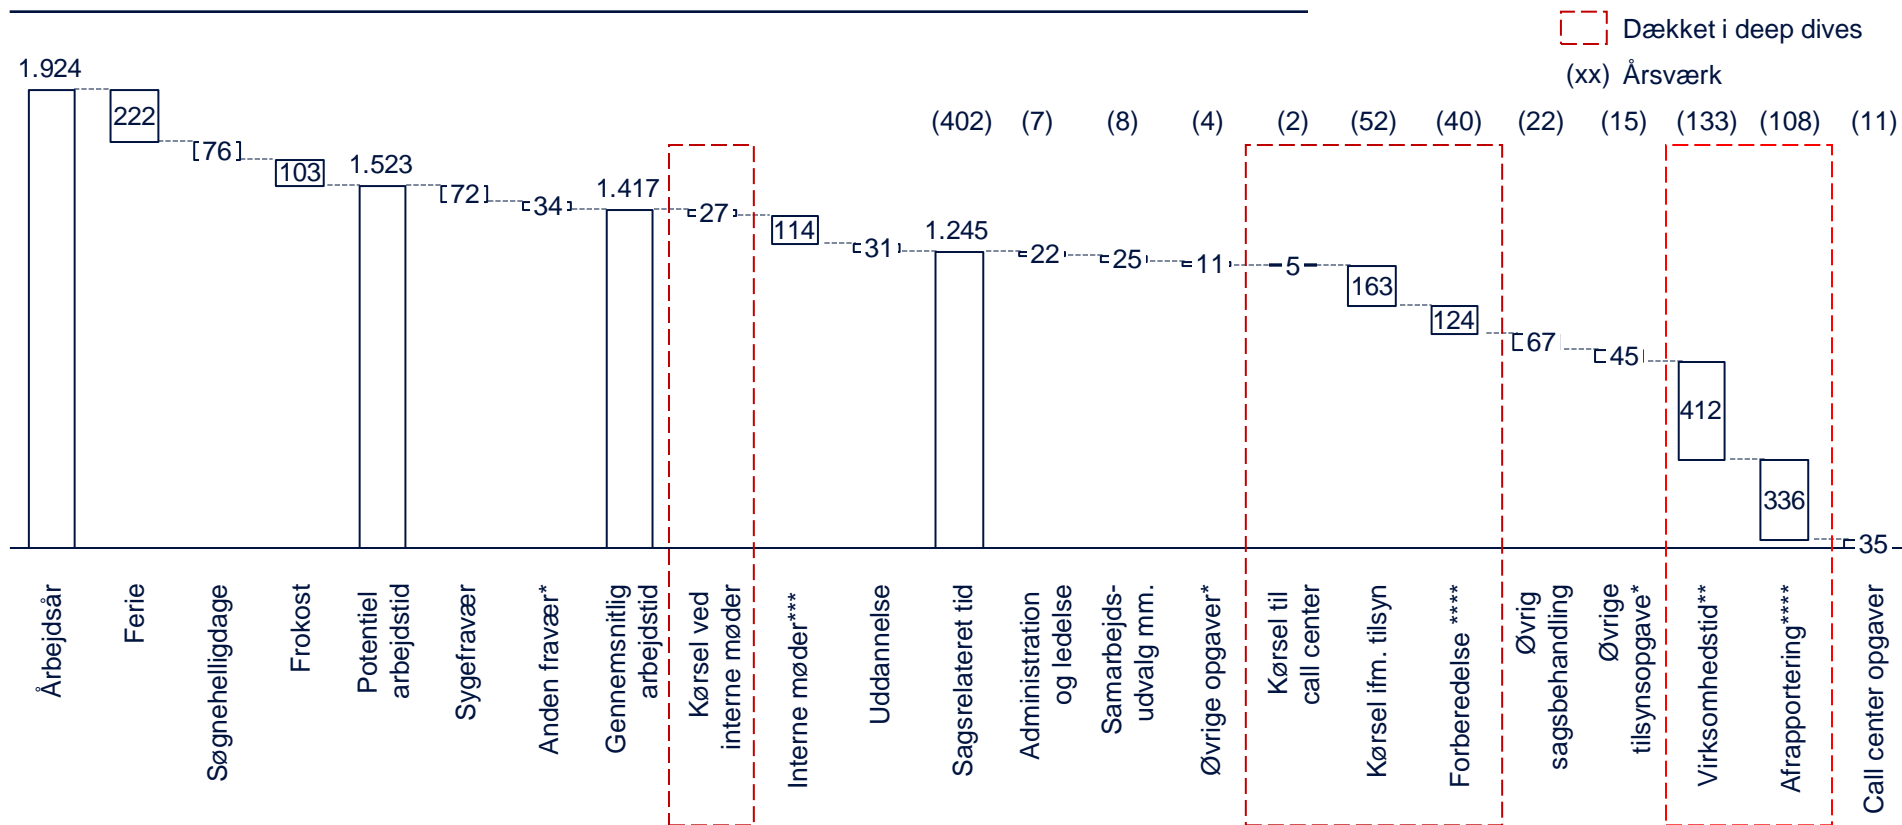 Dækket i deep dives
(xx) Årsværk
1.924
222
76
103
1.523
72
34
1.417
27
114
31
1.245
22
25
11
5
163
124
67
45
412
336
35
(402)
(7)
(8)
(4)
(2)
(52)
(40)
(22)
(15)
(133)
(108)
(11)
Årbejdsår
Ferie
Søgnehelligdage
Frokost
Potentiel
arbejdstid
Sygefravær
Anden fravær*
Gennemsnitlig
arbejdstid
Kørsel ved
interne møder
Interne møder***
Uddannelse
Sagsrelateret tid
Administration
og ledelse
Samarbejds-
udvalg mm.
Øvrige opgaver*
Kørsel til
call center
Kørsel ifm. tilsyn
Forberedelse ****
Øvrig
sagsbehandling
Øvrige
tilsynsopgave*
Virksomhedstid**
Afrapportering****
Call center opgaver